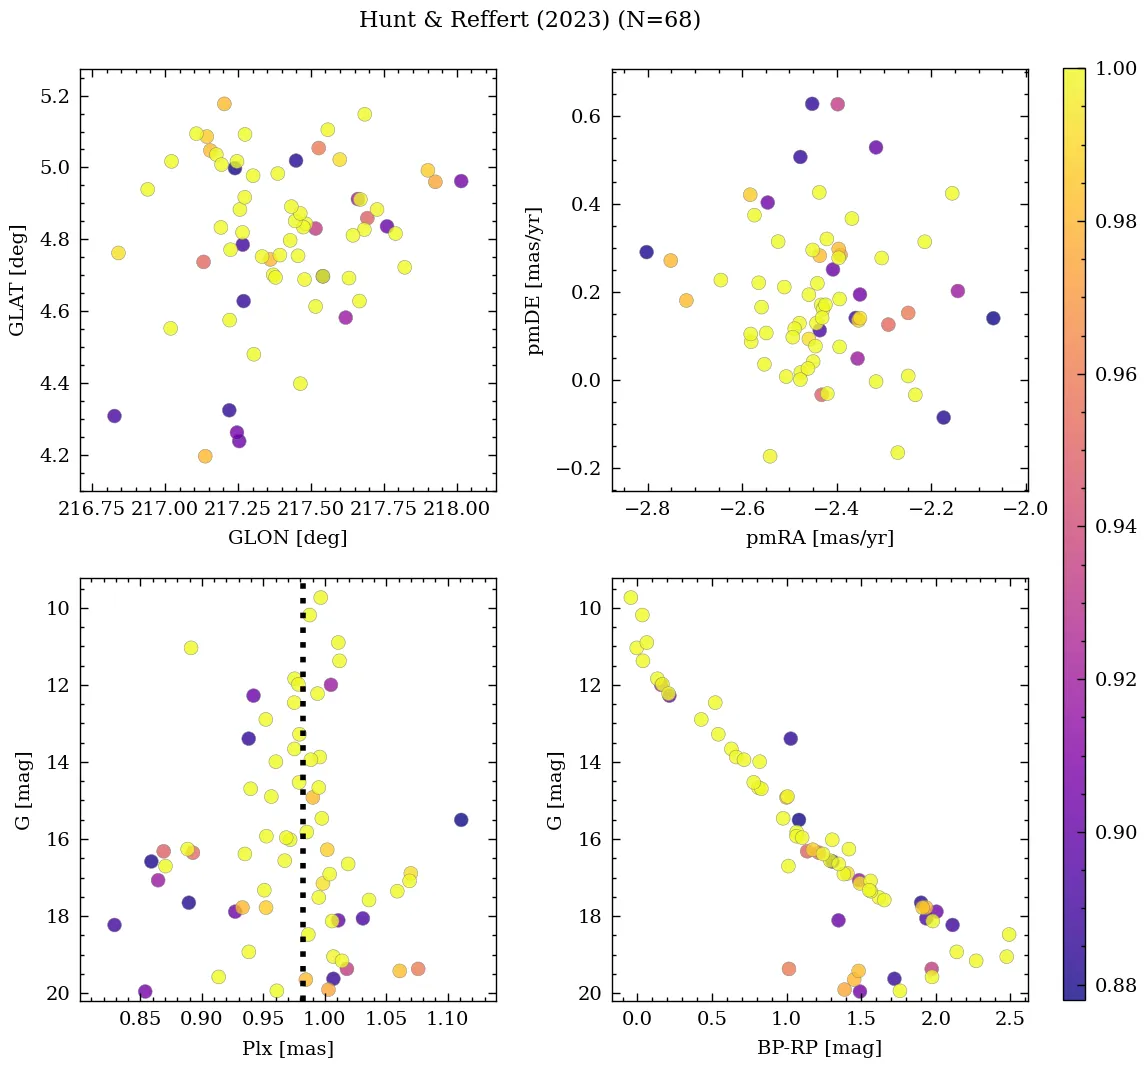 Hunt & Reffert (2023) (N=68)
5.2
5.0
4.8
4.6
4.4
4.2
GLAT [deg]
216.75 217.00 217.25 217.50 217.75 218.00
GLON [deg]
0.6
0.4
0.2
0.0
−0.2
pmDE [mas/yr]
−2.8 −2.6 −2.4 −2.2 −2.0
pmRA [mas/yr]
10
12
14
16
18
20
G [mag]
0.85 0.90 0.95 1.00 1.05 1.10
Plx [mas]
10
12
14
16
18
20
G [mag]
0.0 0.5 1.0 1.5 2.0 2.5
BP-RP [mag]
1.00
0.98
0.96
0.94
0.92
0.90
0.88